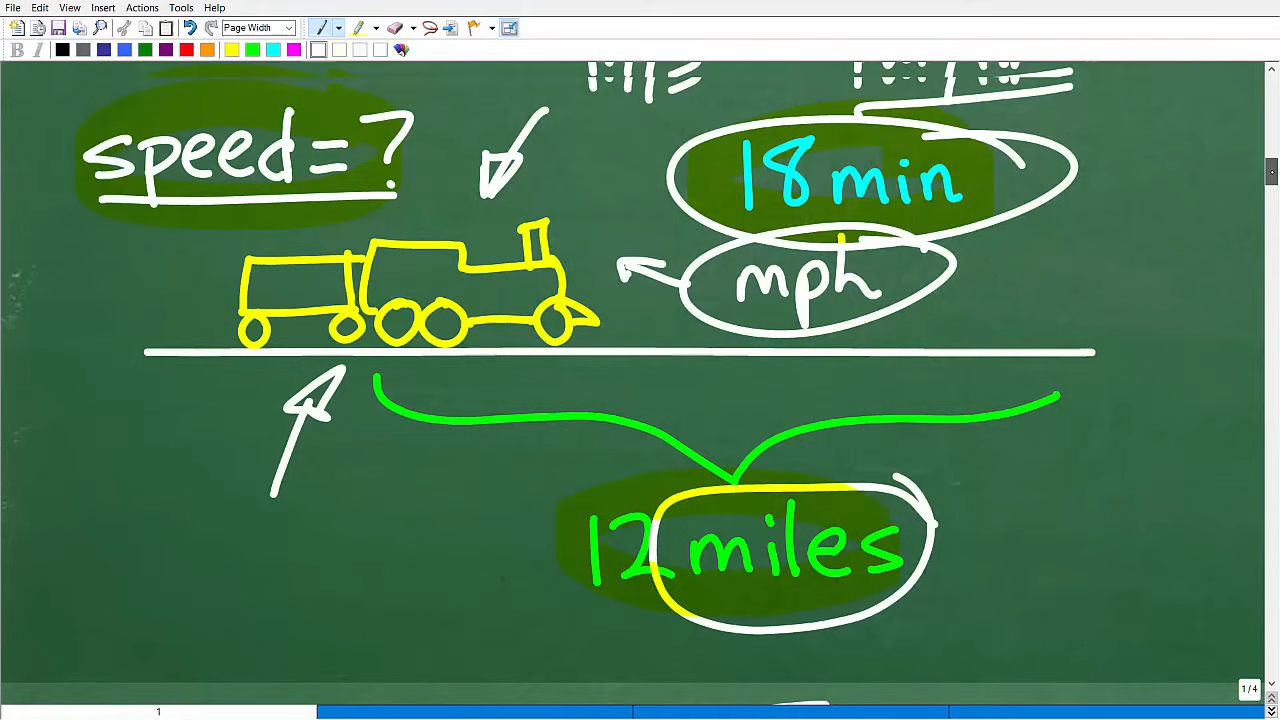 File Edit View Insert Actions Tools Help
Page Width
B I
speed=?
18 min
mph
12 miles
1/4
1